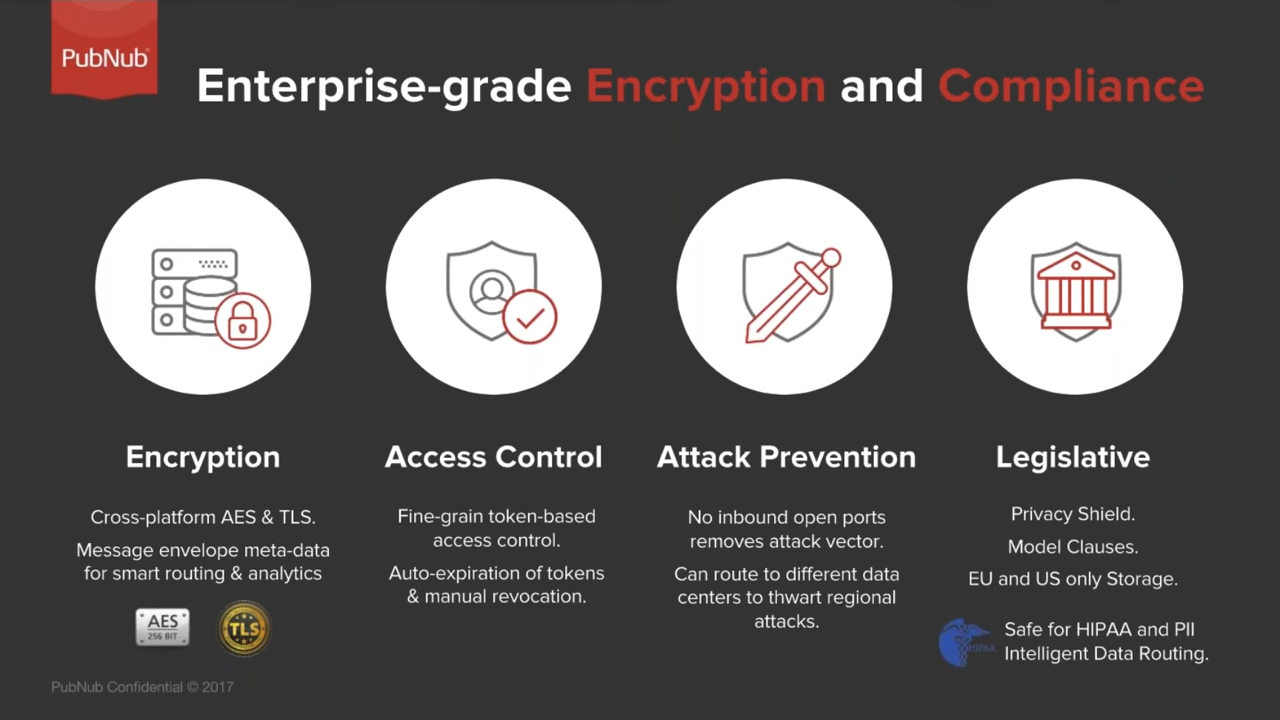 PubNub
Enterprise-grade Encryption and Compliance
Encryption
Cross-platform AES & TLS.
Message envelope meta-data
for smart routing & analytics
AES
256 BIT
TLS
Access Control
Fine-grain token-based
access control.
Auto-expiration of tokens
& manual revocation.
Attack Prevention
No inbound open ports
removes attack vector.
Can route to different data
centers to thwart regional
attacks.
Legislative
Privacy Shield.
Model Clauses.
EU and US only Storage.
HIPAA
Safe for HIPAA and PII
Intelligent Data Routing.
PubNub Confidential © 2017